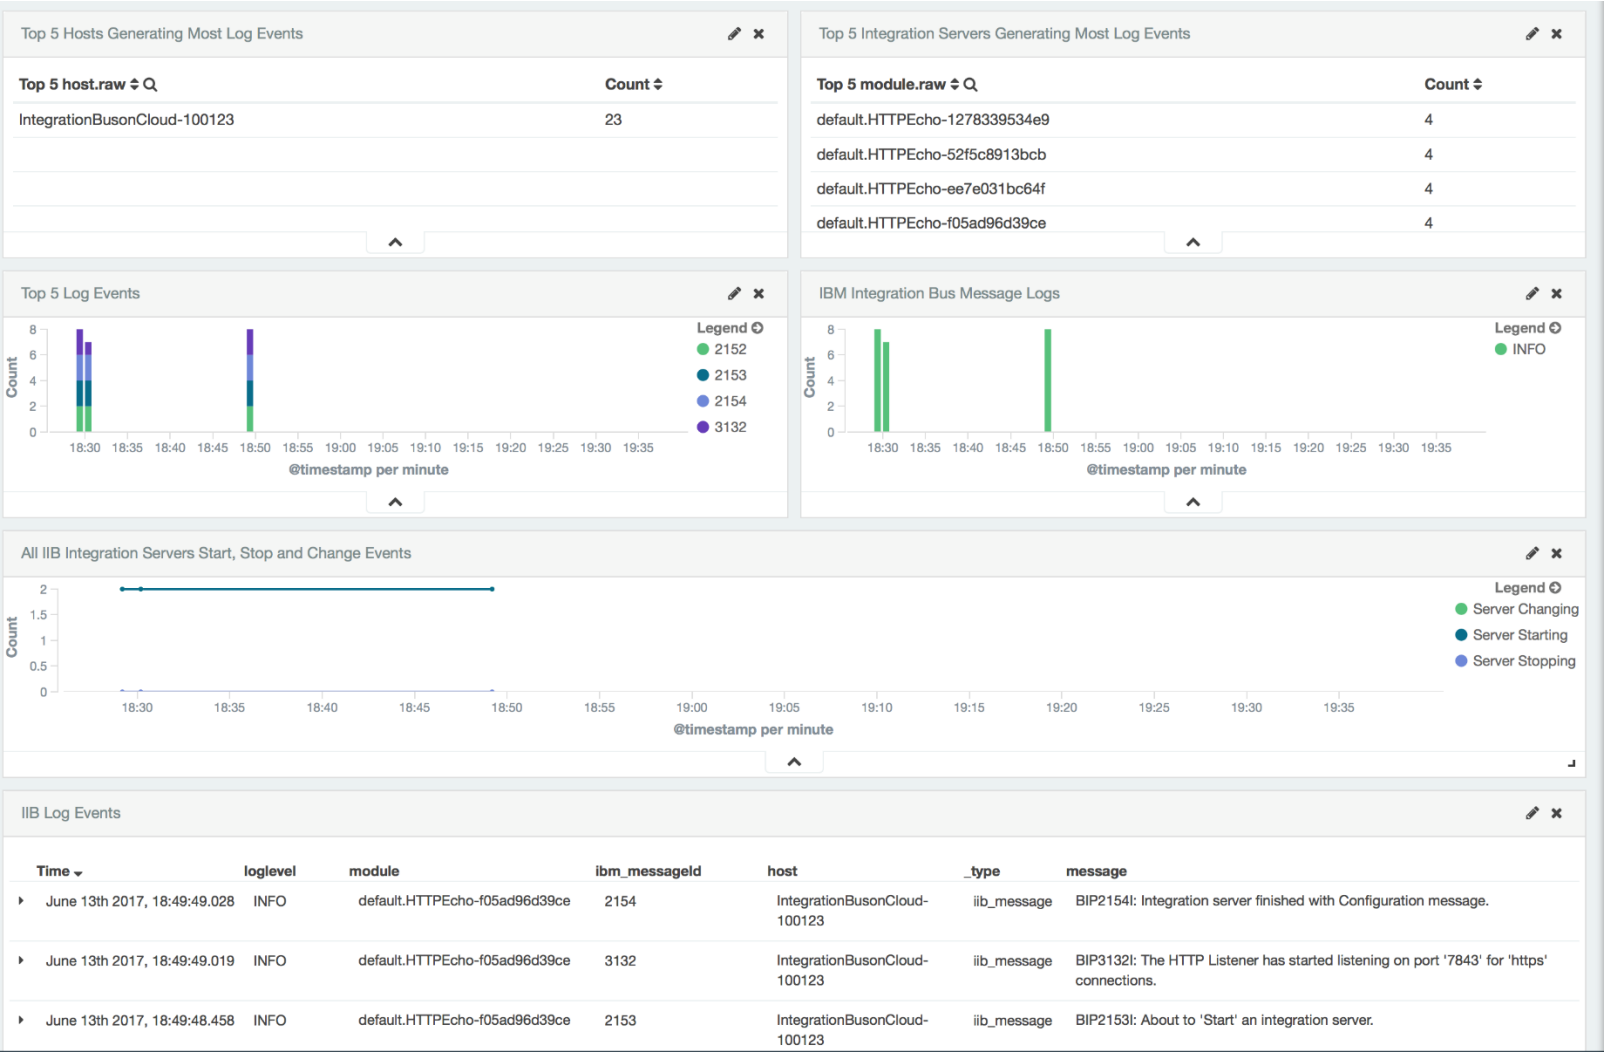 Top 5 Hosts Generating Most Log Events
Top 5 host.raw Count
IntegrationBusonCloud-100123 23
Top 5 Integration Servers Generating Most Log Events
Top 5 module.raw Count
default.HTTPEcho-1278339534e9 4
default.HTTPEcho-52f5c8913bcb 4
default.HTTPEcho-ee7e031bc64f 4
default.HTTPEcho-f05ad96d39ce 4
Top 5 Log Events
Count
8
6
4
2
0
18:30 18:35 18:40 18:45 18:50 18:55 19:00 19:05 19:10 19:15 19:20 19:25 19:30 19:35
@timestamp per minute
Legend
2152
2153
2154
3132
IBM Integration Bus Message Logs
Count
8
6
4
2
0
18:30 18:35 18:40 18:45 18:50 18:55 19:00 19:05 19:10 19:15 19:20 19:25 19:30 19:35
@timestamp per minute
Legend
INFO
All IIB Integration Servers Start, Stop and Change Events
Count
2
1.5
1
0.5
0
18:30 18:35 18:40 18:45 18:50 18:55 19:00 19:05 19:10 19:15 19:20 19:25 19:30 19:35
@timestamp per minute
Legend
Server Changing
Server Starting
Server Stopping
IIB Log Events
Time loglevel module ibm_messageId host _type message
June 13th 2017, 18:49:49.028 INFO default.HTTPEcho-f05ad96d39ce 2154 IntegrationBusonCloud- iib_message BIP2154I: Integration server finished with Configuration message.
100123
June 13th 2017, 18:49:49.019 INFO default.HTTPEcho-f05ad96d39ce 3132 IntegrationBusonCloud- iib_message BIP3132I: The HTTP Listener has started listening on port '7843' for 'https'
100123 connections.
June 13th 2017, 18:49:48.458 INFO default.HTTPEcho-f05ad96d39ce 2153 IntegrationBusonCloud- iib_message BIP2153I: About to 'Start' an integration server.
100123